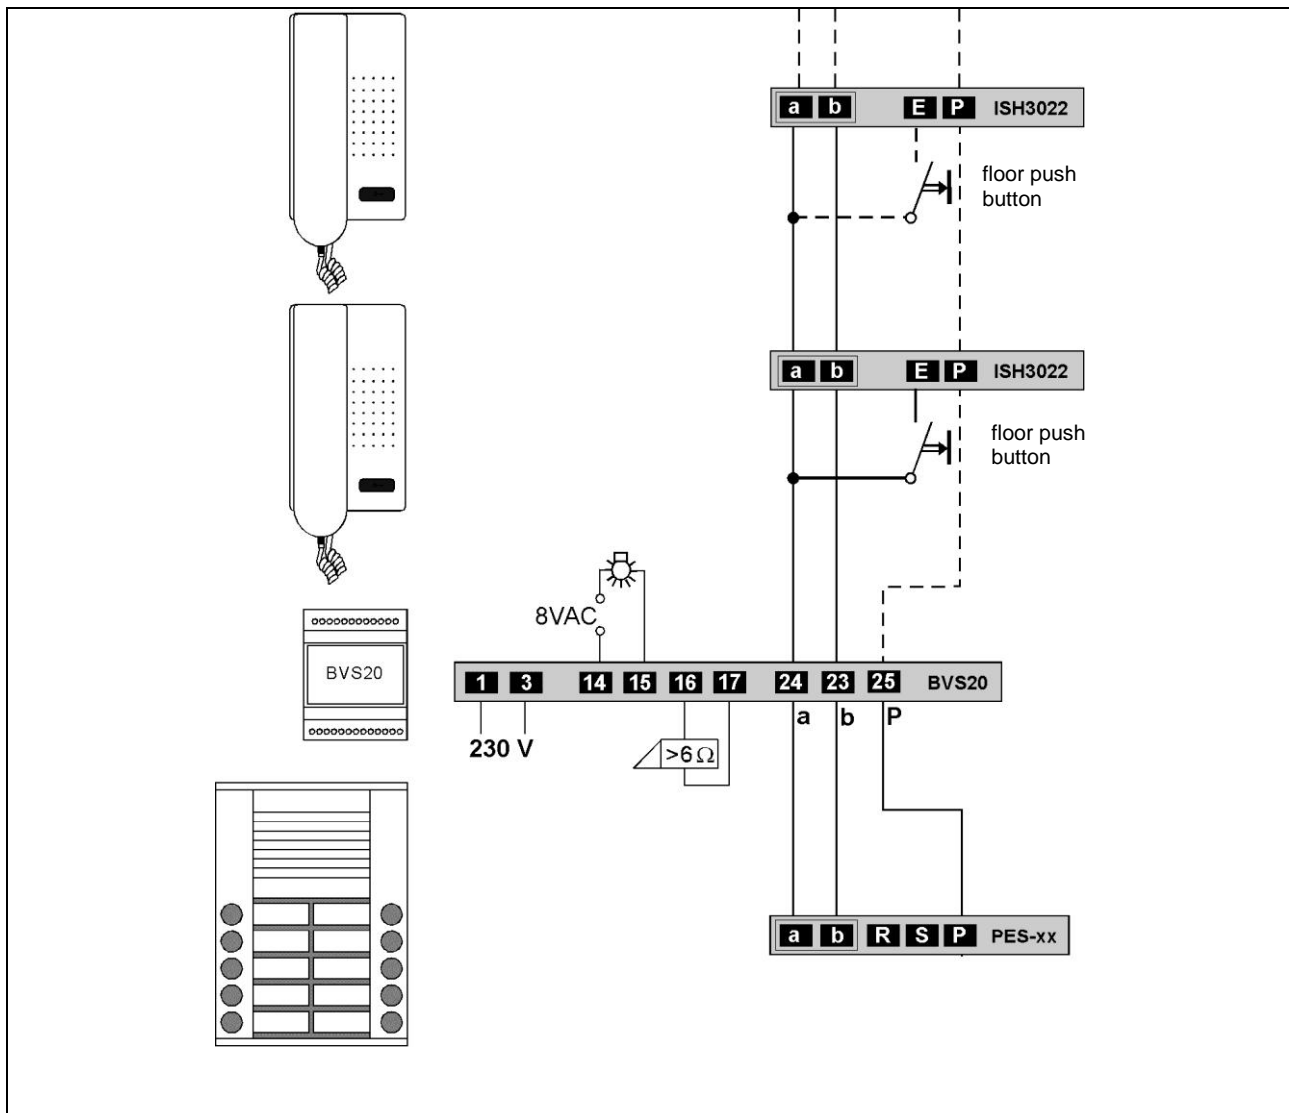 a b E P ISH3022
floor push
button
a b E P ISH3022
floor push
button
8VAC
BVS20
1 3 14 15 16 17 24 23 25 BVS20
a b P
230 V
>6 Ω
a b R S P PES-xx